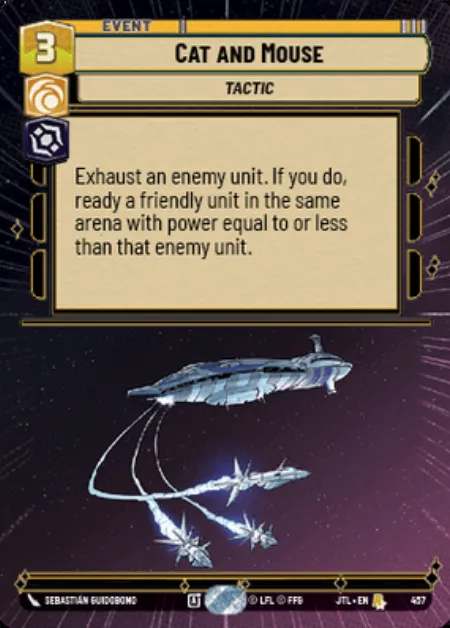 EVENT
3
CAT AND MOUSE
TACTIC
Exhaust an enemy unit. If you do,
ready a friendly unit in the same
arena with power equal to or less
than that enemy unit.
SEBASTIÁN GUIDOBONO
© LFL © FFG
JTL • EN
457